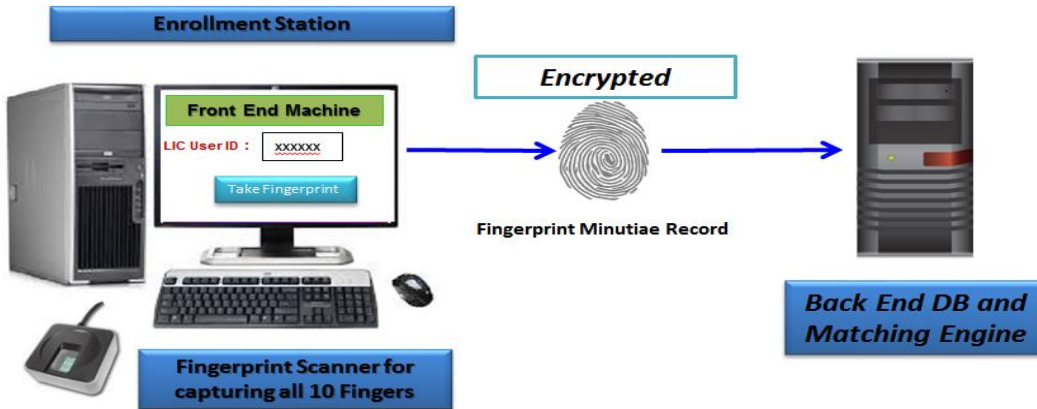 Enrollment Station
Encrypted
Front End Machine
LIC User ID :
xxxxxx
Take Fingerprint
Fingerprint Minutiae Record
Back End DB and
Matching Engine
Fingerprint Scanner for
capturing all 10 Fingers